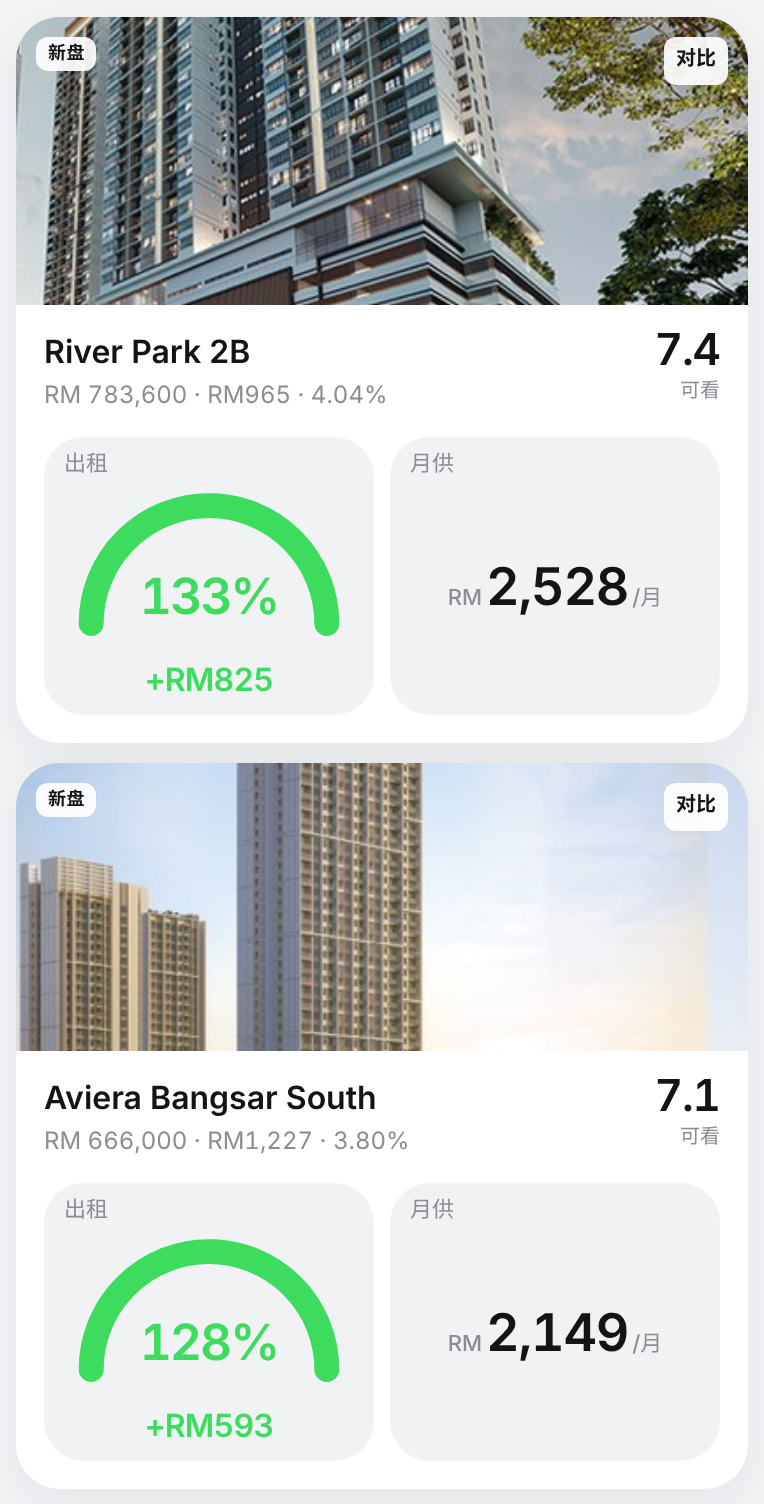 新盘
对比
River Park 2B
7.4
RM 783,600 · RM965 · 4.04%
可看
出租
月供
133%
RM 2,528 /月
+RM825
新盘
对比
Aviera Bangsar South
7.1
RM 666,000 · RM1,227 · 3.80%
可看
出租
月供
128%
RM 2,149 /月
+RM593